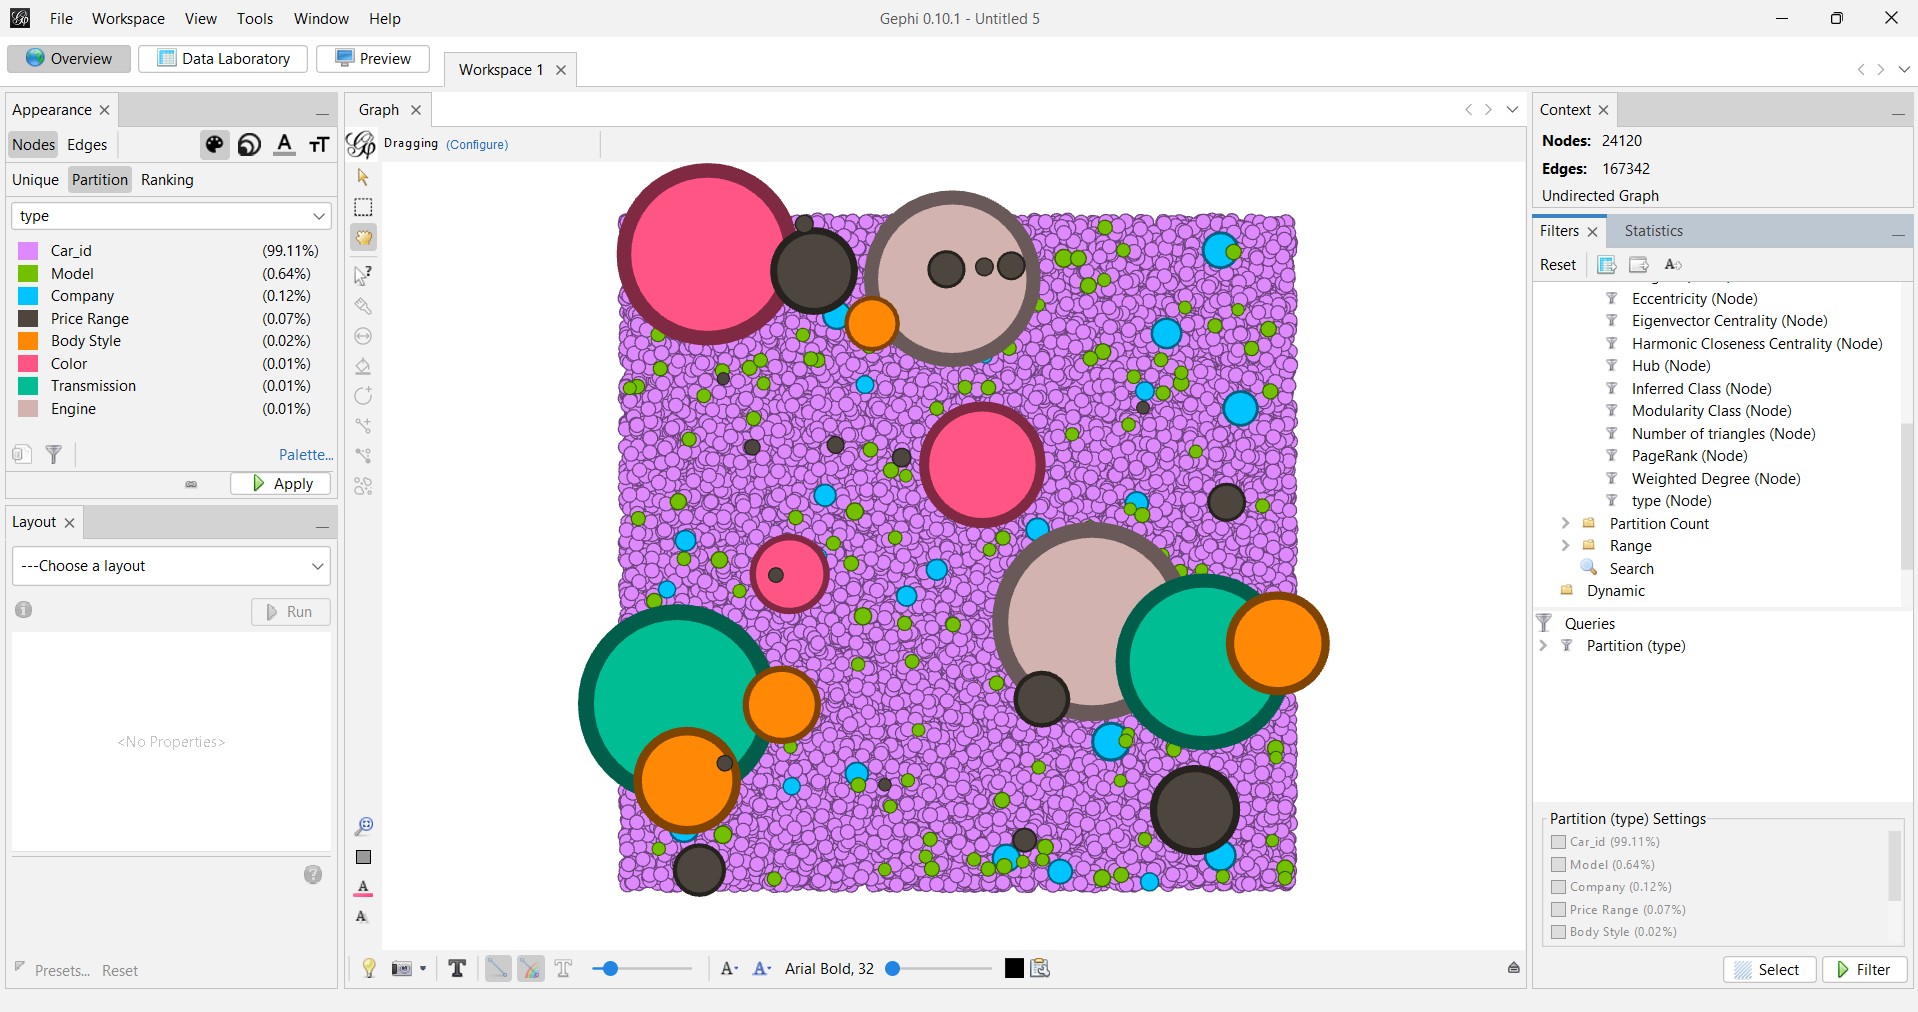 File Workspace View Tools Window Help
Gephi 0.10.1 - Untitled 5
Overview Data Laboratory Preview Workspace 1
Appearance
Nodes Edges
Unique Partition Ranking
type
Car_id (99.11%)
Model (0.64%)
Company (0.12%)
Price Range (0.07%)
Body Style (0.02%)
Color (0.01%)
Transmission (0.01%)
Engine (0.01%)
Palette...
Apply
Layout
---Choose a layout
Run
<No Properties>
Presets... Reset
Graph
Dragging (Configure)
Arial Bold, 32
Context
Nodes: 24120
Edges: 167342
Undirected Graph
Filters Statistics
Reset
Eccentricity (Node)
Eigenvector Centrality (Node)
Harmonic Closeness Centrality (Node)
Hub (Node)
Inferred Class (Node)
Modularity Class (Node)
Number of triangles (Node)
PageRank (Node)
Weighted Degree (Node)
type (Node)
Partition Count
Range
Search
Dynamic
Queries
Partition (type)
Partition (type) Settings
Car_id (99.11%)
Model (0.64%)
Company (0.12%)
Price Range (0.07%)
Body Style (0.02%)
Select Filter